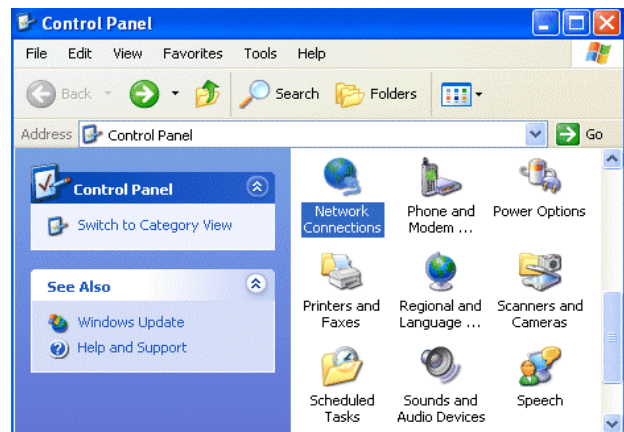 Control Panel
File Edit View Favorites Tools Help
Back Search Folders
Address Control Panel Go
Control Panel
Switch to Category View
See Also
Windows Update
Help and Support
Network
Connections
Phone and
Modem ...
Power Options
Printers and
Faxes
Regional and
Language ...
Scanners and
Cameras
Scheduled
Tasks
Sounds and
Audio Devices
Speech